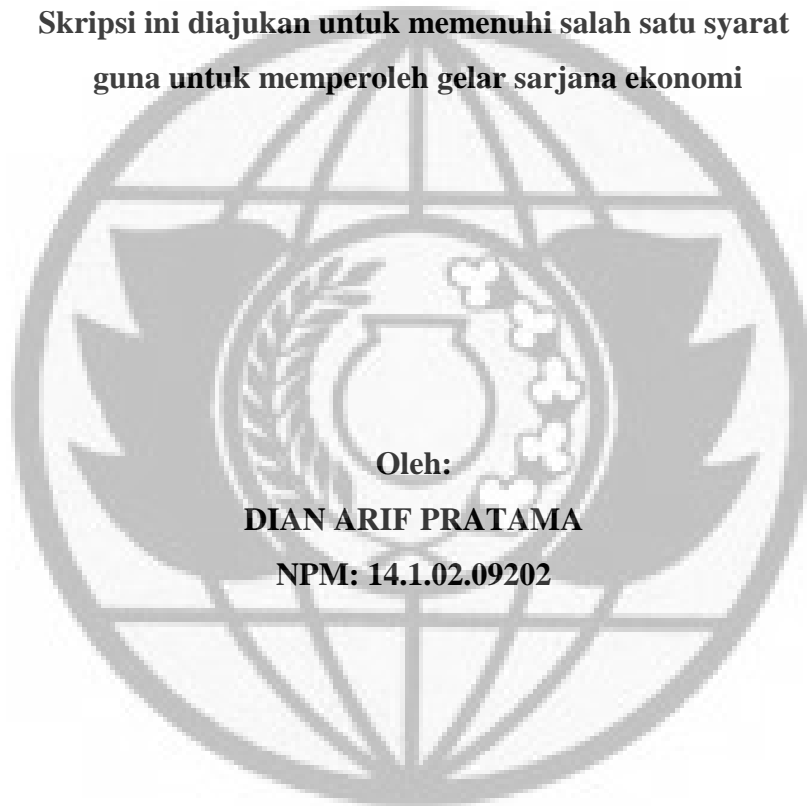 Skripsi ini diajukan untuk memenuhi salah satu syarat
guna untuk memperoleh gelar sarjana ekonomi
Oleh:
DIAN ARIF PRATAMA
NPM: 14.1.02.09202